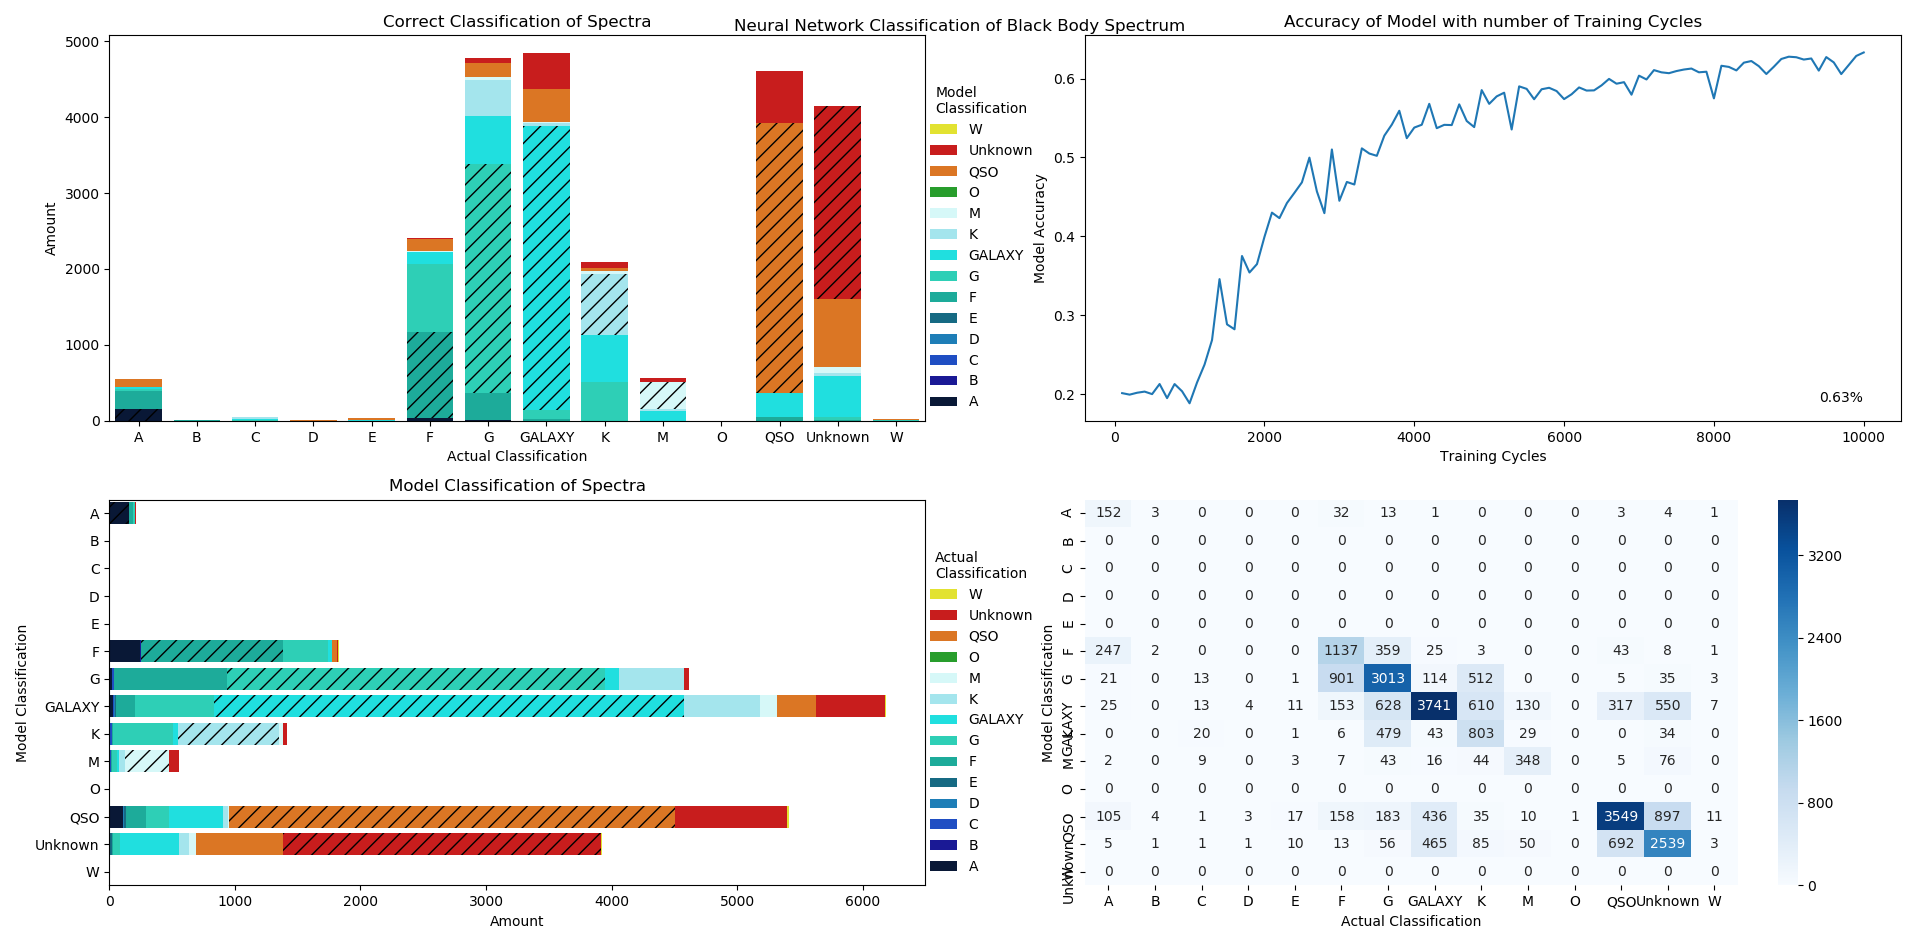 Neural Network Classification of Black Body Spectrum
Correct Classification of Spectra
5000
4000
3000
2000
1000
0
Amount
A B C D E F G GALAXY K M O QSO Unknown W
Actual Classification
Model
Classification
W
Unknown
QSO
O
M
K
GALAXY
G
F
E
D
C
B
A
Accuracy of Model with number of Training Cycles
0.6
0.5
0.4
0.3
0.2
Model Accuracy
0.63%
0 2000 4000 6000 8000 10000
Training Cycles
Model Classification of Spectra
A
B
C
D
E
F
G
GALAXY
K
M
O
QSO
Unknown
W
Model Classification
0 1000 2000 3000 4000 5000 6000
Amount
Actual
Classification
W
Unknown
QSO
O
M
K
GALAXY
G
F
E
D
C
B
A
Model Classification
A 152 3 0 0 0 32 13 1 0 0 0 3 4 1
B 0 0 0 0 0 0 0 0 0 0 0 0 0 0
C 0 0 0 0 0 0 0 0 0 0 0 0 0 0
D 0 0 0 0 0 0 0 0 0 0 0 0 0 0
E 0 0 0 0 0 0 0 0 0 0 0 0 0 0
F 247 2 0 0 0 1137 359 25 3 0 0 43 8 1
G 21 0 13 0 1 901 3013 114 512 0 0 5 35 3
GALAXY 25 0 13 4 11 153 628 3741 610 130 0 317 550 7
K 0 0 20 0 1 6 479 43 803 29 0 0 34 0
M 2 0 9 0 3 7 43 16 44 348 0 5 76 0
O 0 0 0 0 0 0 0 0 0 0 0 0 0 0
QSO 105 4 1 3 17 158 183 436 35 10 1 3549 897 11
Unknown 5 1 1 1 10 13 56 465 85 50 0 692 2539 3
W 0 0 0 0 0 0 0 0 0 0 0 0 0 0
A B C D E F G GALAXY K M O QSO Unknown W
Actual Classification
3200
2400
1600
800
0